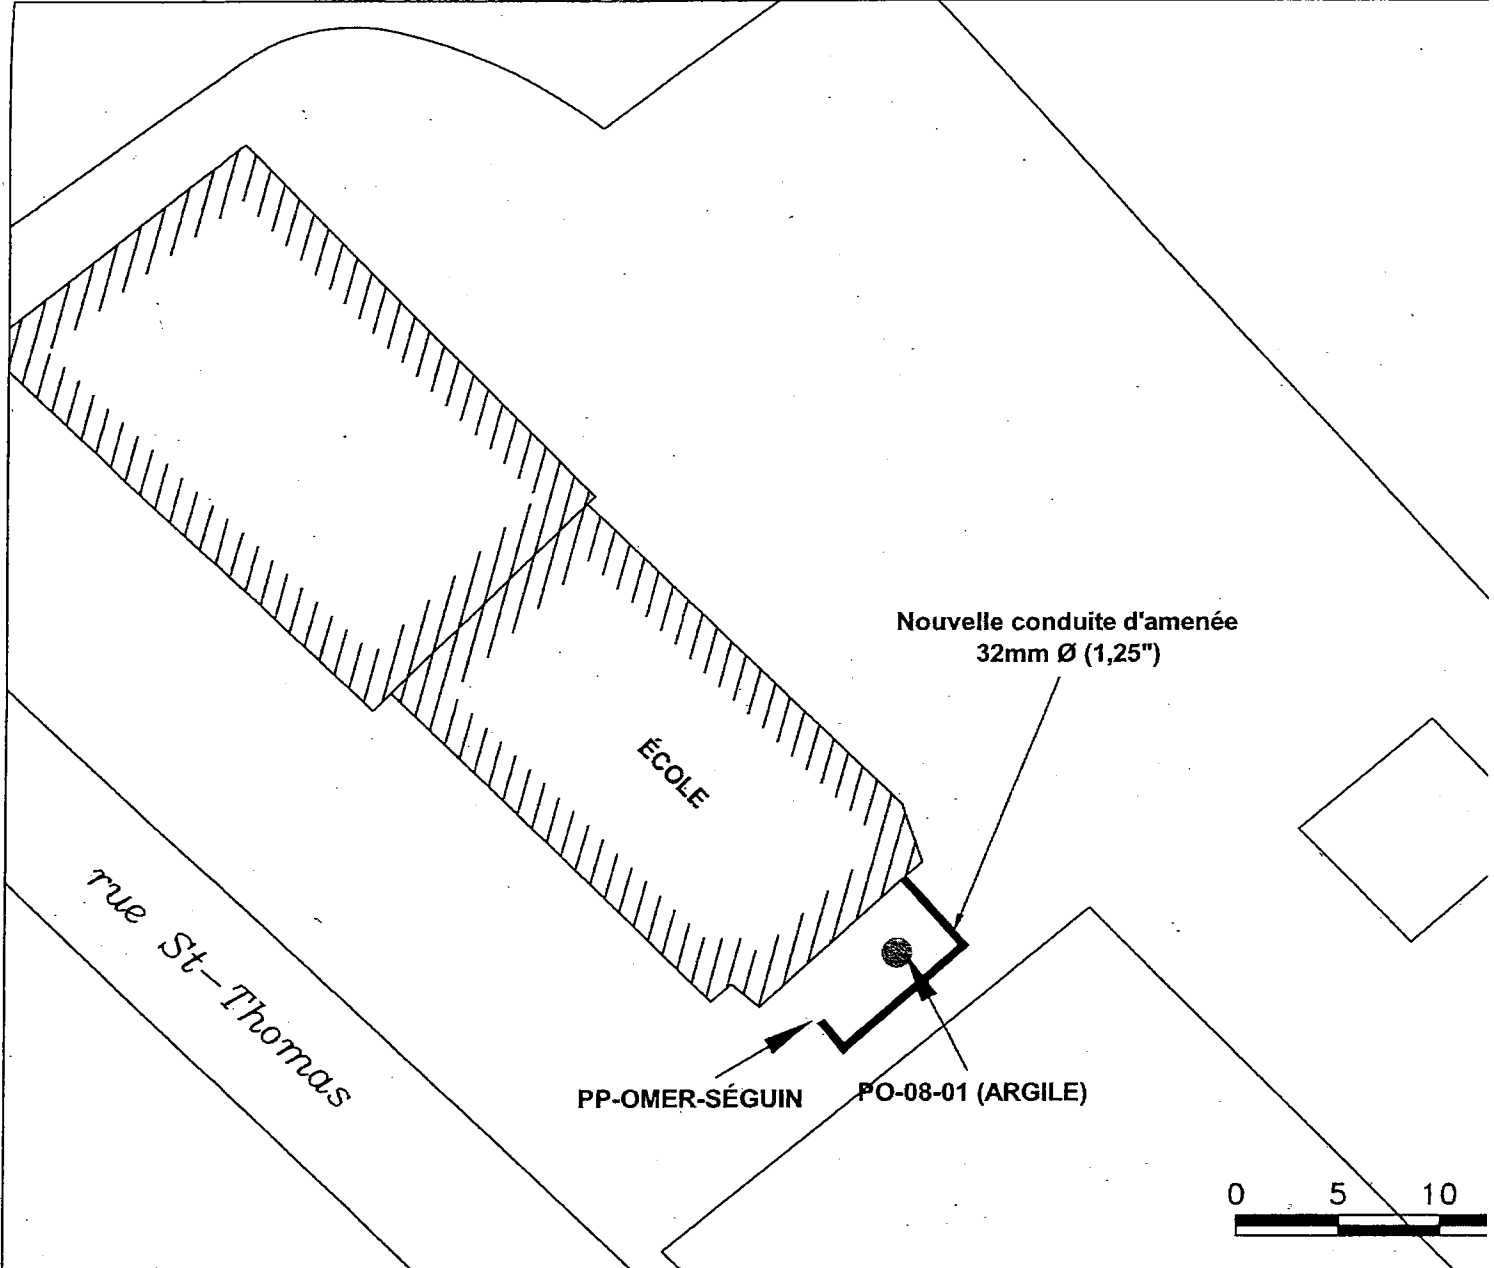 Nouvelle conduite d'amenée
32mm Ø (1,25")
ÉCOLE
rue St-Thomas
PP-OMER-SÉGUIN
PO-08-01 (ARGILE)
0 5 10